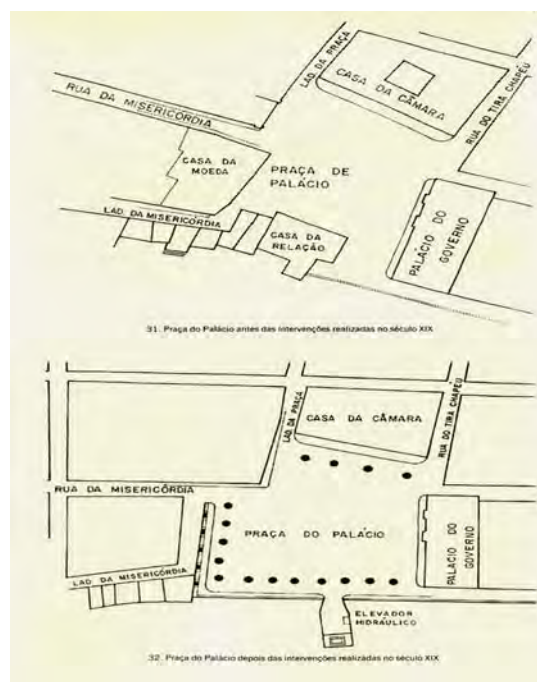 LAD. DA PRAÇA
CASA DA CÂMARA
RUA DO TIRA CHAPÉU
RUA DA MISERICÓRDIA
CASA DA
MOEDA
PRAÇA DE
PALÁCIO
LAD. DA MISERICÓRDIA
CASA DA
RELAÇÃO
PALÁCIO DO
GOVERNO
31. Praça do Palácio antes das intervenções realizadas no século XIX
LAD. DA PRAÇA
CASA DA CÂMARA
RUA DO TIRA CHAPÉU
RUA DA MISERICÓRDIA
PRAÇA DO PALÁCIO
PALACIO DO
GOVERNO
LAD. DA MISERICÓRDIA
ELEVADOR
HIDRÁULICO
32. Praça do Palácio depois das intervenções realizadas no século XIX